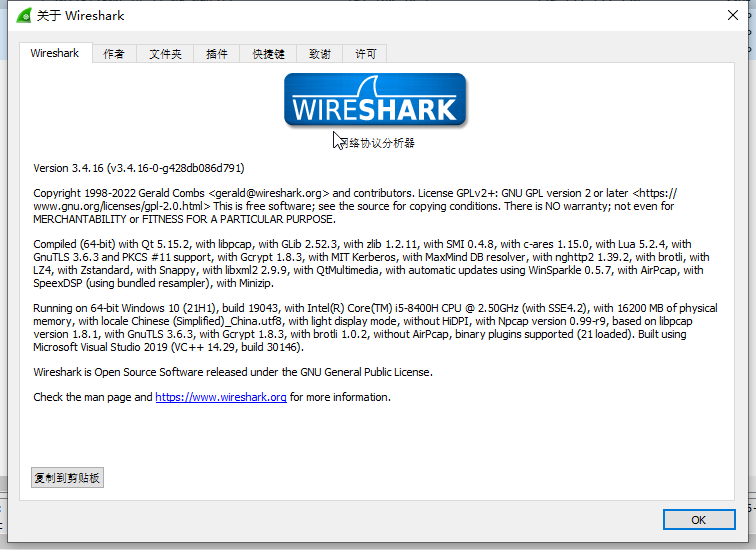 关于 Wireshark
Wireshark 作者 文件夹 插件 快捷键 致谢 许可
WIRESHARK
网络协议分析器
Version 3.4.16 (v3.4.16-0-g428db086d791)
Copyright 1998-2022 Gerald Combs <gerald@wireshark.org> and contributors. License GPLv2+: GNU GPL version 2 or later <https://
www.gnu.org/licenses/gpl-2.0.html> This is free software; see the source for copying conditions. There is NO warranty; not even for
MERCHANTABILITY or FITNESS FOR A PARTICULAR PURPOSE.
Compiled (64-bit) with Qt 5.15.2, with libpcap, with GLib 2.52.3, with zlib 1.2.11, with SMI 0.4.8, with c-ares 1.15.0, with Lua 5.2.4, with
GnuTLS 3.6.3 and PKCS #11 support, with Gcrypt 1.8.3, with MIT Kerberos, with MaxMind DB resolver, with nghttp2 1.39.2, with brotli, with
LZ4, with Zstandard, with Snappy, with libxml2 2.9.9, with QtMultimedia, with automatic updates using WinSparkle 0.5.7, with AirPcap, with
SpeexDSP (using bundled resampler), with Minizip.
Running on 64-bit Windows 10 (21H1), build 19043, with Intel(R) Core(TM) i5-8400H CPU @ 2.50GHz (with SSE4.2), with 16200 MB of physical
memory, with locale Chinese (Simplified)_China.utf8, with light display mode, without HiDPI, with Npcap version 0.99-r9, based on libpcap
version 1.8.1, with GnuTLS 3.6.3, with Gcrypt 1.8.3, with brotli 1.0.2, without AirPcap, binary plugins supported (21 loaded). Built using
Microsoft Visual Studio 2019 (VC++ 14.29, build 30146).
Wireshark is Open Source Software released under the GNU General Public License.
Check the man page and https://www.wireshark.org for more information.
复制到剪贴板
OK